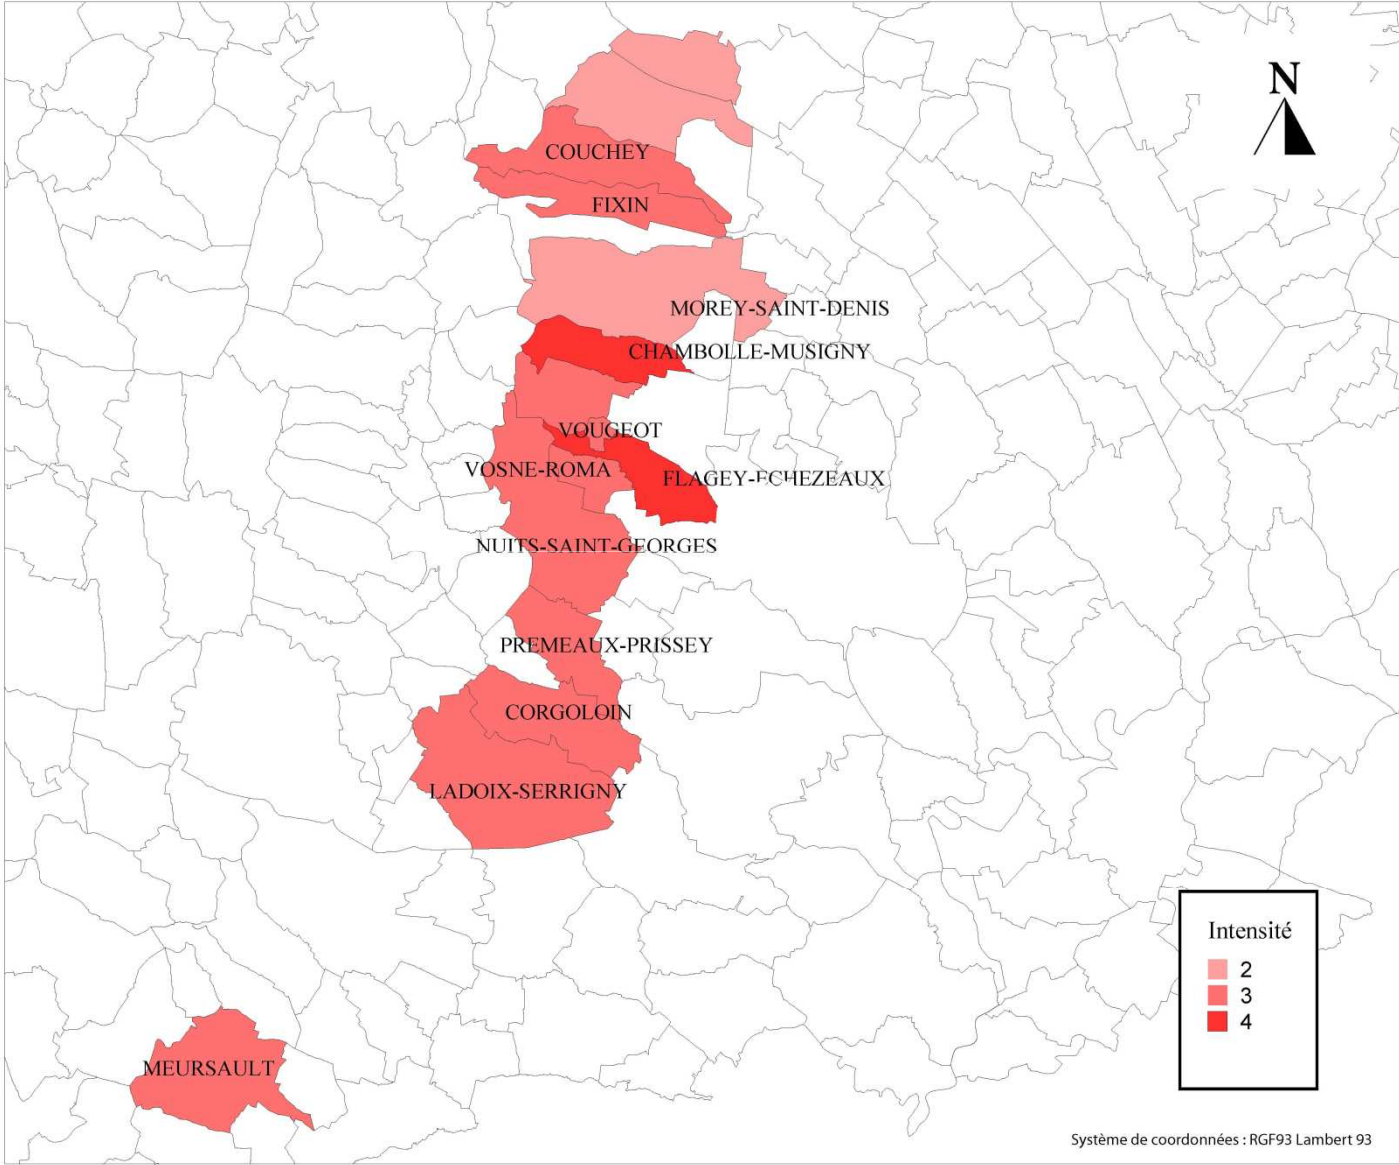 N
COUCHEY
FIXIN
MOREY-SAINT-DENIS
CHAMBOLLE-MUSIGNY
VOUGEOT
VOSNE-ROMA
FLAGEY-ECHEZEAUX
NUITS-SAINT-GEORGES
PREMEAUX-PRISSEY
CORGOLOIN
LADOIX-SERRIGNY
Intensité
2
3
4
MEURSAULT
Système de coordonnées : RGF93 Lambert 93